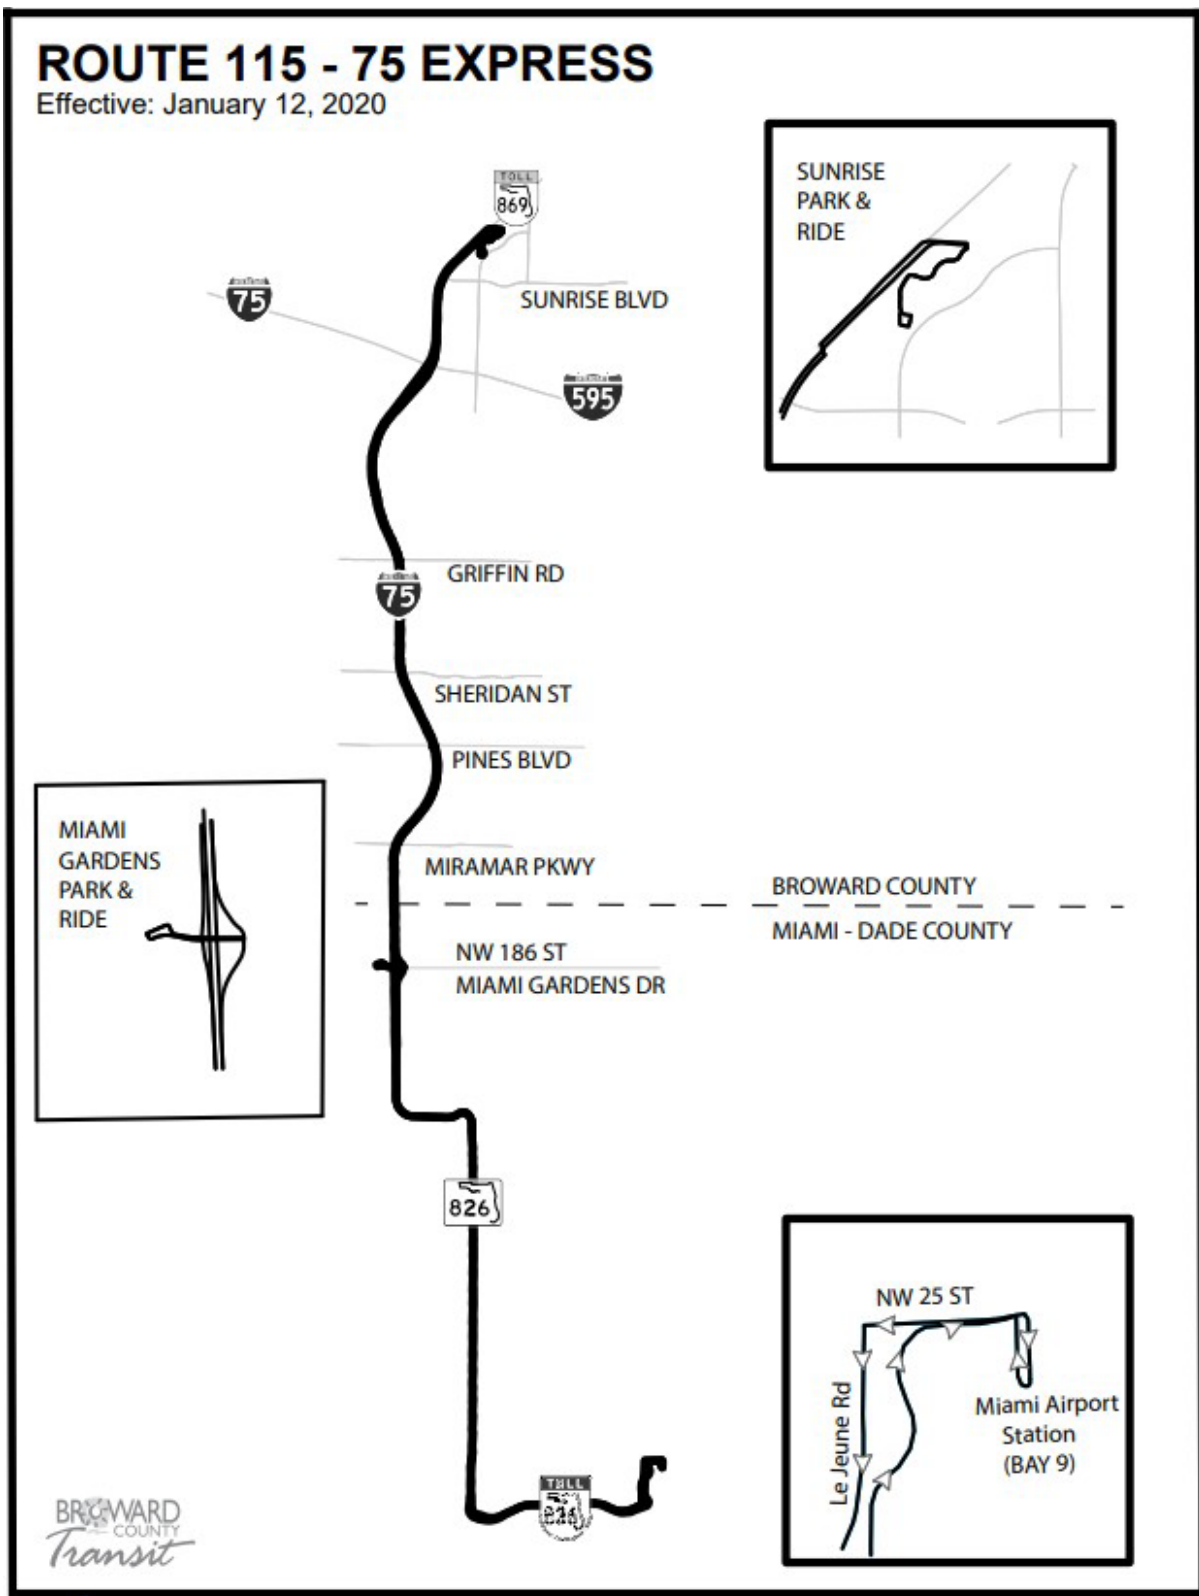 ROUTE 115 - 75 EXPRESS
Effective: January 12, 2020
TOLL
869
SUNRISE
PARK &
RIDE
75
SUNRISE BLVD
595
GRIFFIN RD
75
SHERIDAN ST
PINES BLVD
MIAMI
GARDENS
PARK &
RIDE
MIRAMAR PKWY
BROWARD COUNTY
MIAMI - DADE COUNTY
NW 186 ST
MIAMI GARDENS DR
826
NW 25 ST
Le Jeune Rd
Miami Airport
Station
(BAY 9)
TOLL
BROWARD
COUNTY
Transit